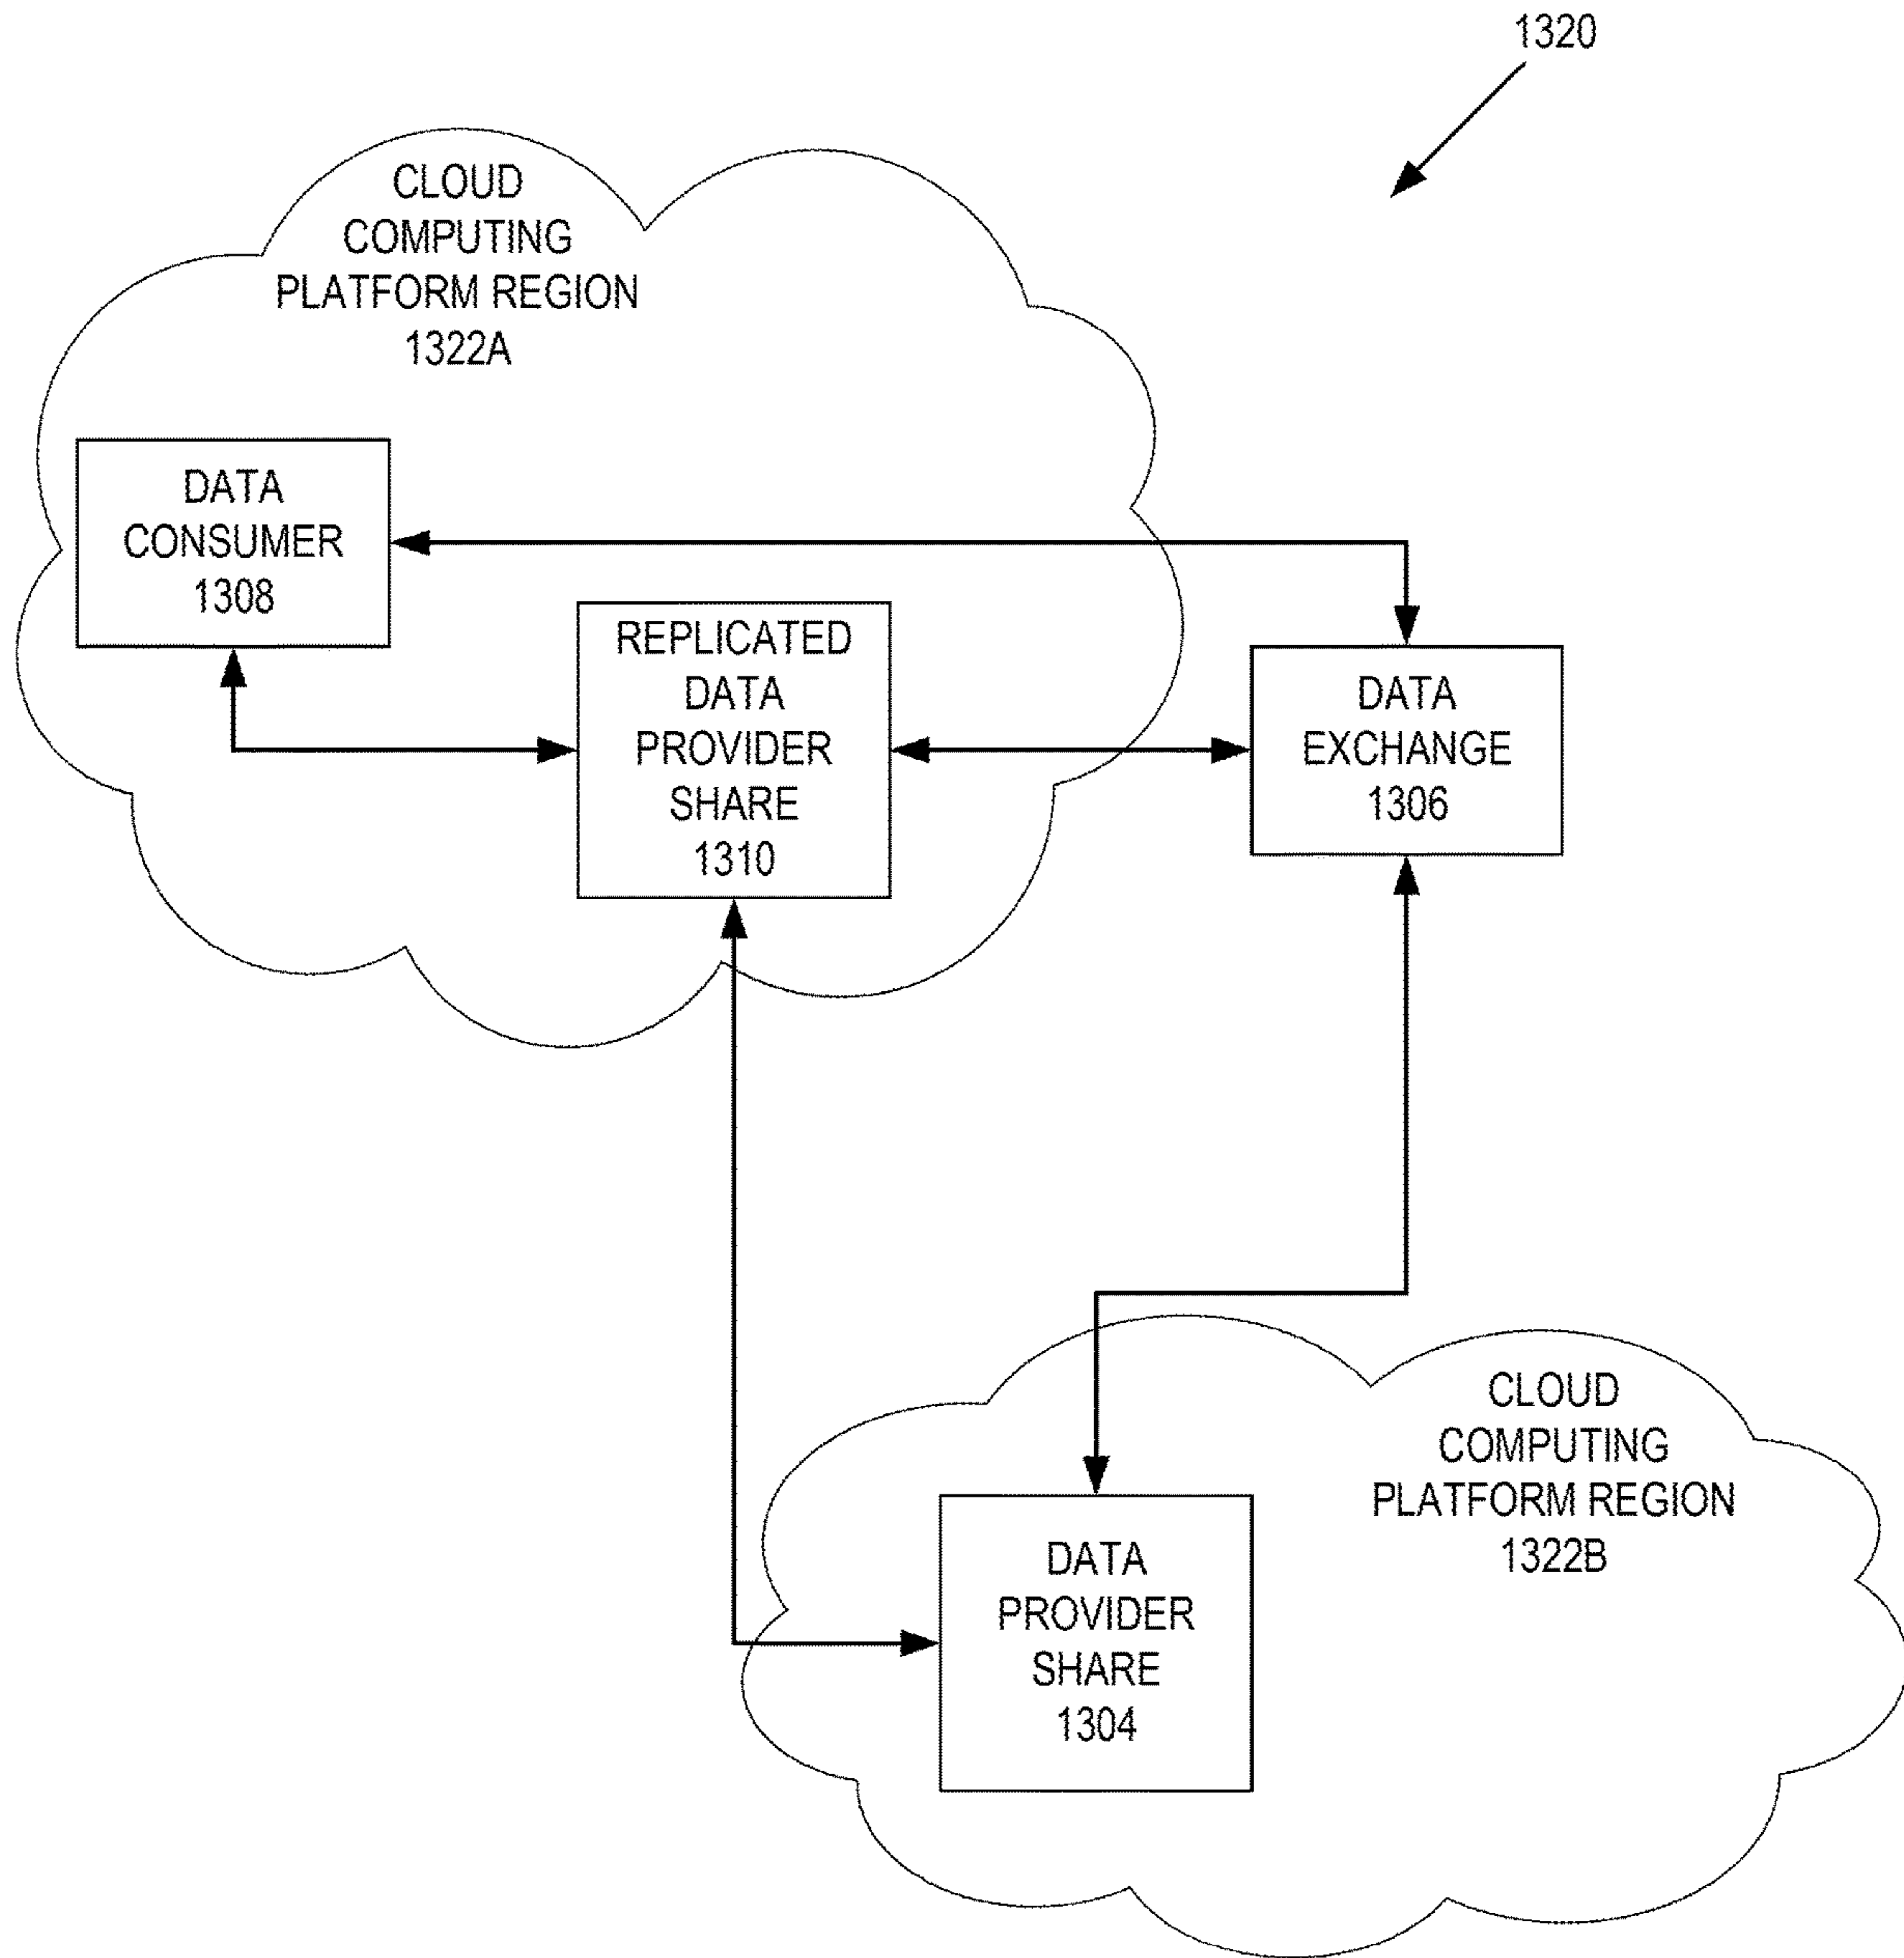 1320
CLOUD
COMPUTING
PLATFORM REGION
1322A
DATA
CONSUMER
1308
REPLICATED
DATA
PROVIDER
SHARE
1310
DATA
EXCHANGE
1306
CLOUD
COMPUTING
PLATFORM REGION
1322B
DATA
PROVIDER
SHARE
1304